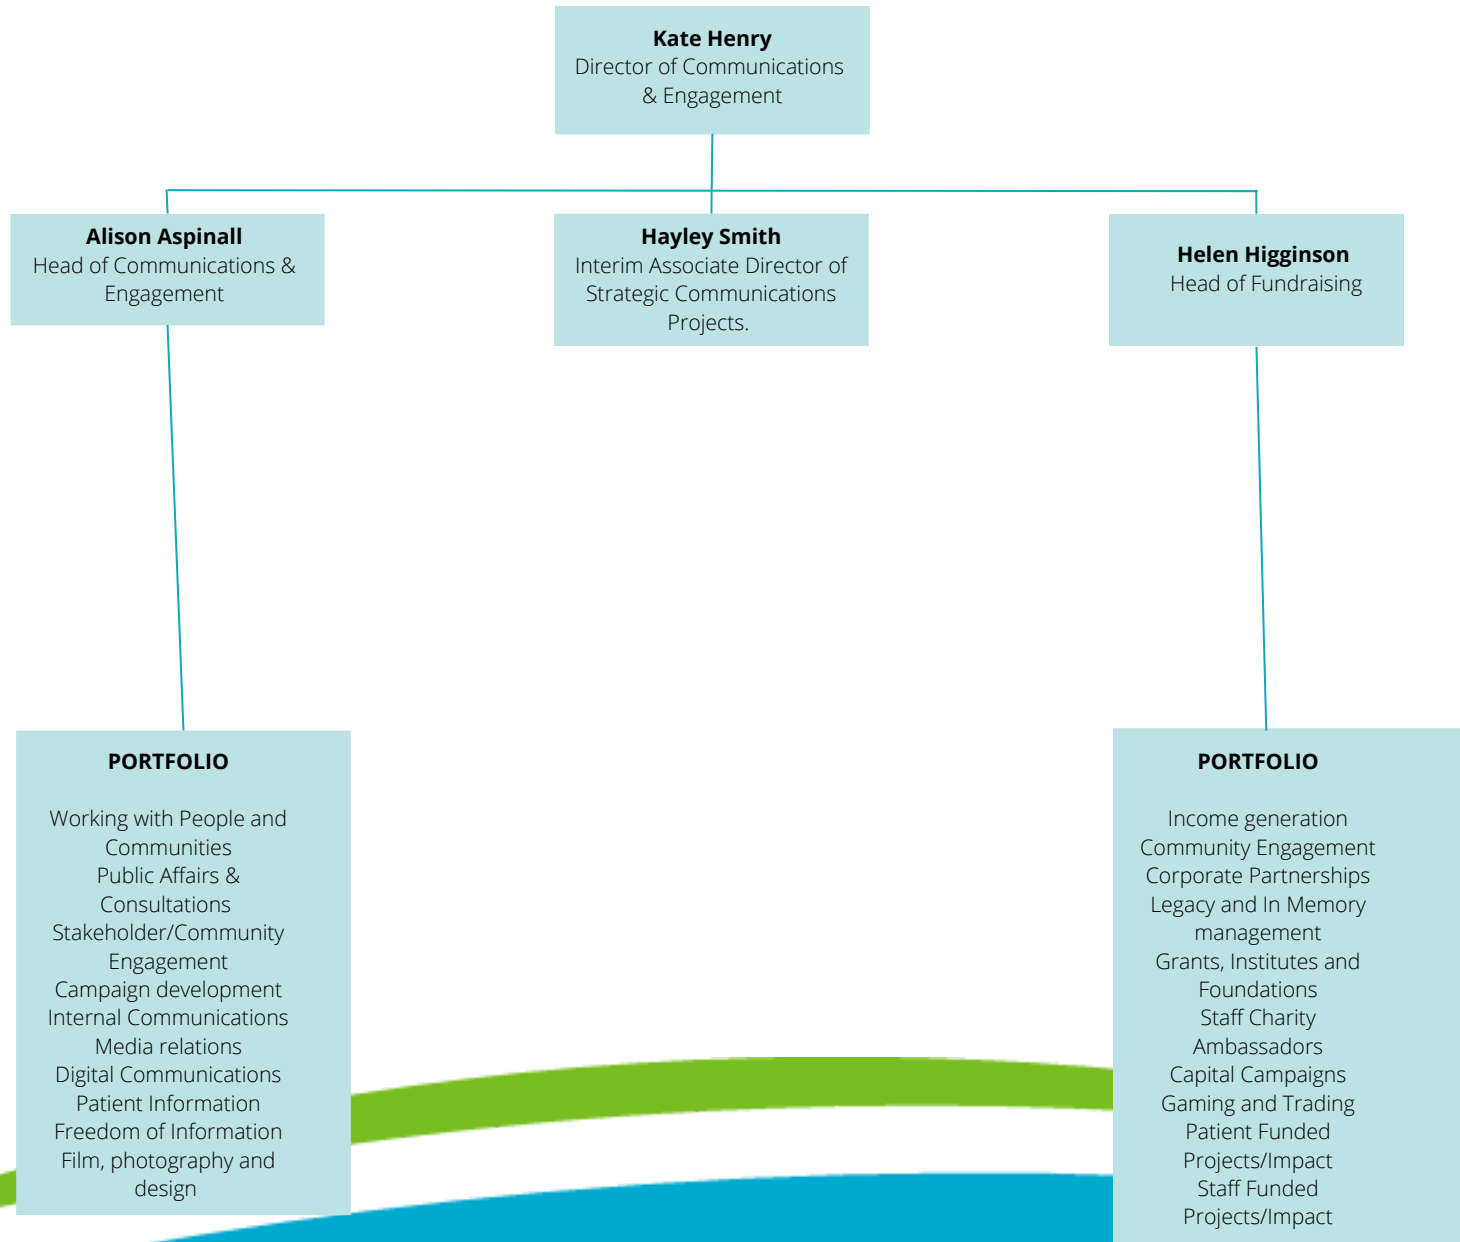 Kate Henry
Director of Communications
& Engagement
Alison Aspinall
Head of Communications &
Engagement
Hayley Smith
Interim Associate Director of
Strategic Communications
Projects.
Helen Higginson
Head of Fundraising
PORTFOLIO
Working with People and
Communities
Public Affairs &
Consultations
Stakeholder/Community
Engagement
Campaign development
Internal Communications
Media relations
Digital Communications
Patient Information
Freedom of Information
Film, photography and
design
PORTFOLIO
Income generation
Community Engagement
Corporate Partnerships
Legacy and In Memory
management
Grants, Institutes and
Foundations
Staff Charity
Ambassadors
Capital Campaigns
Gaming and Trading
Patient Funded
Projects/Impact
Staff Funded
Projects/Impact